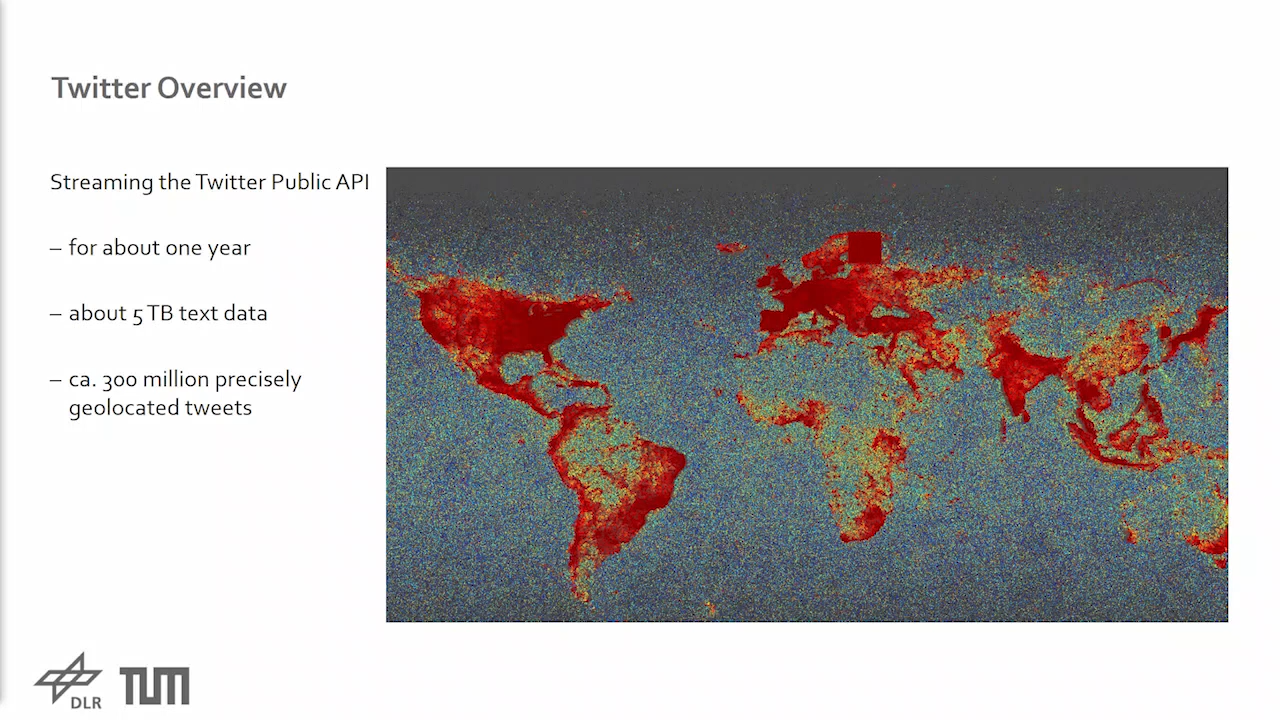 Twitter Overview
Streaming the Twitter Public API
– for about one year
– about 5 TB text data
– ca. 300 million precisely
geolocated tweets
DLR
TUM